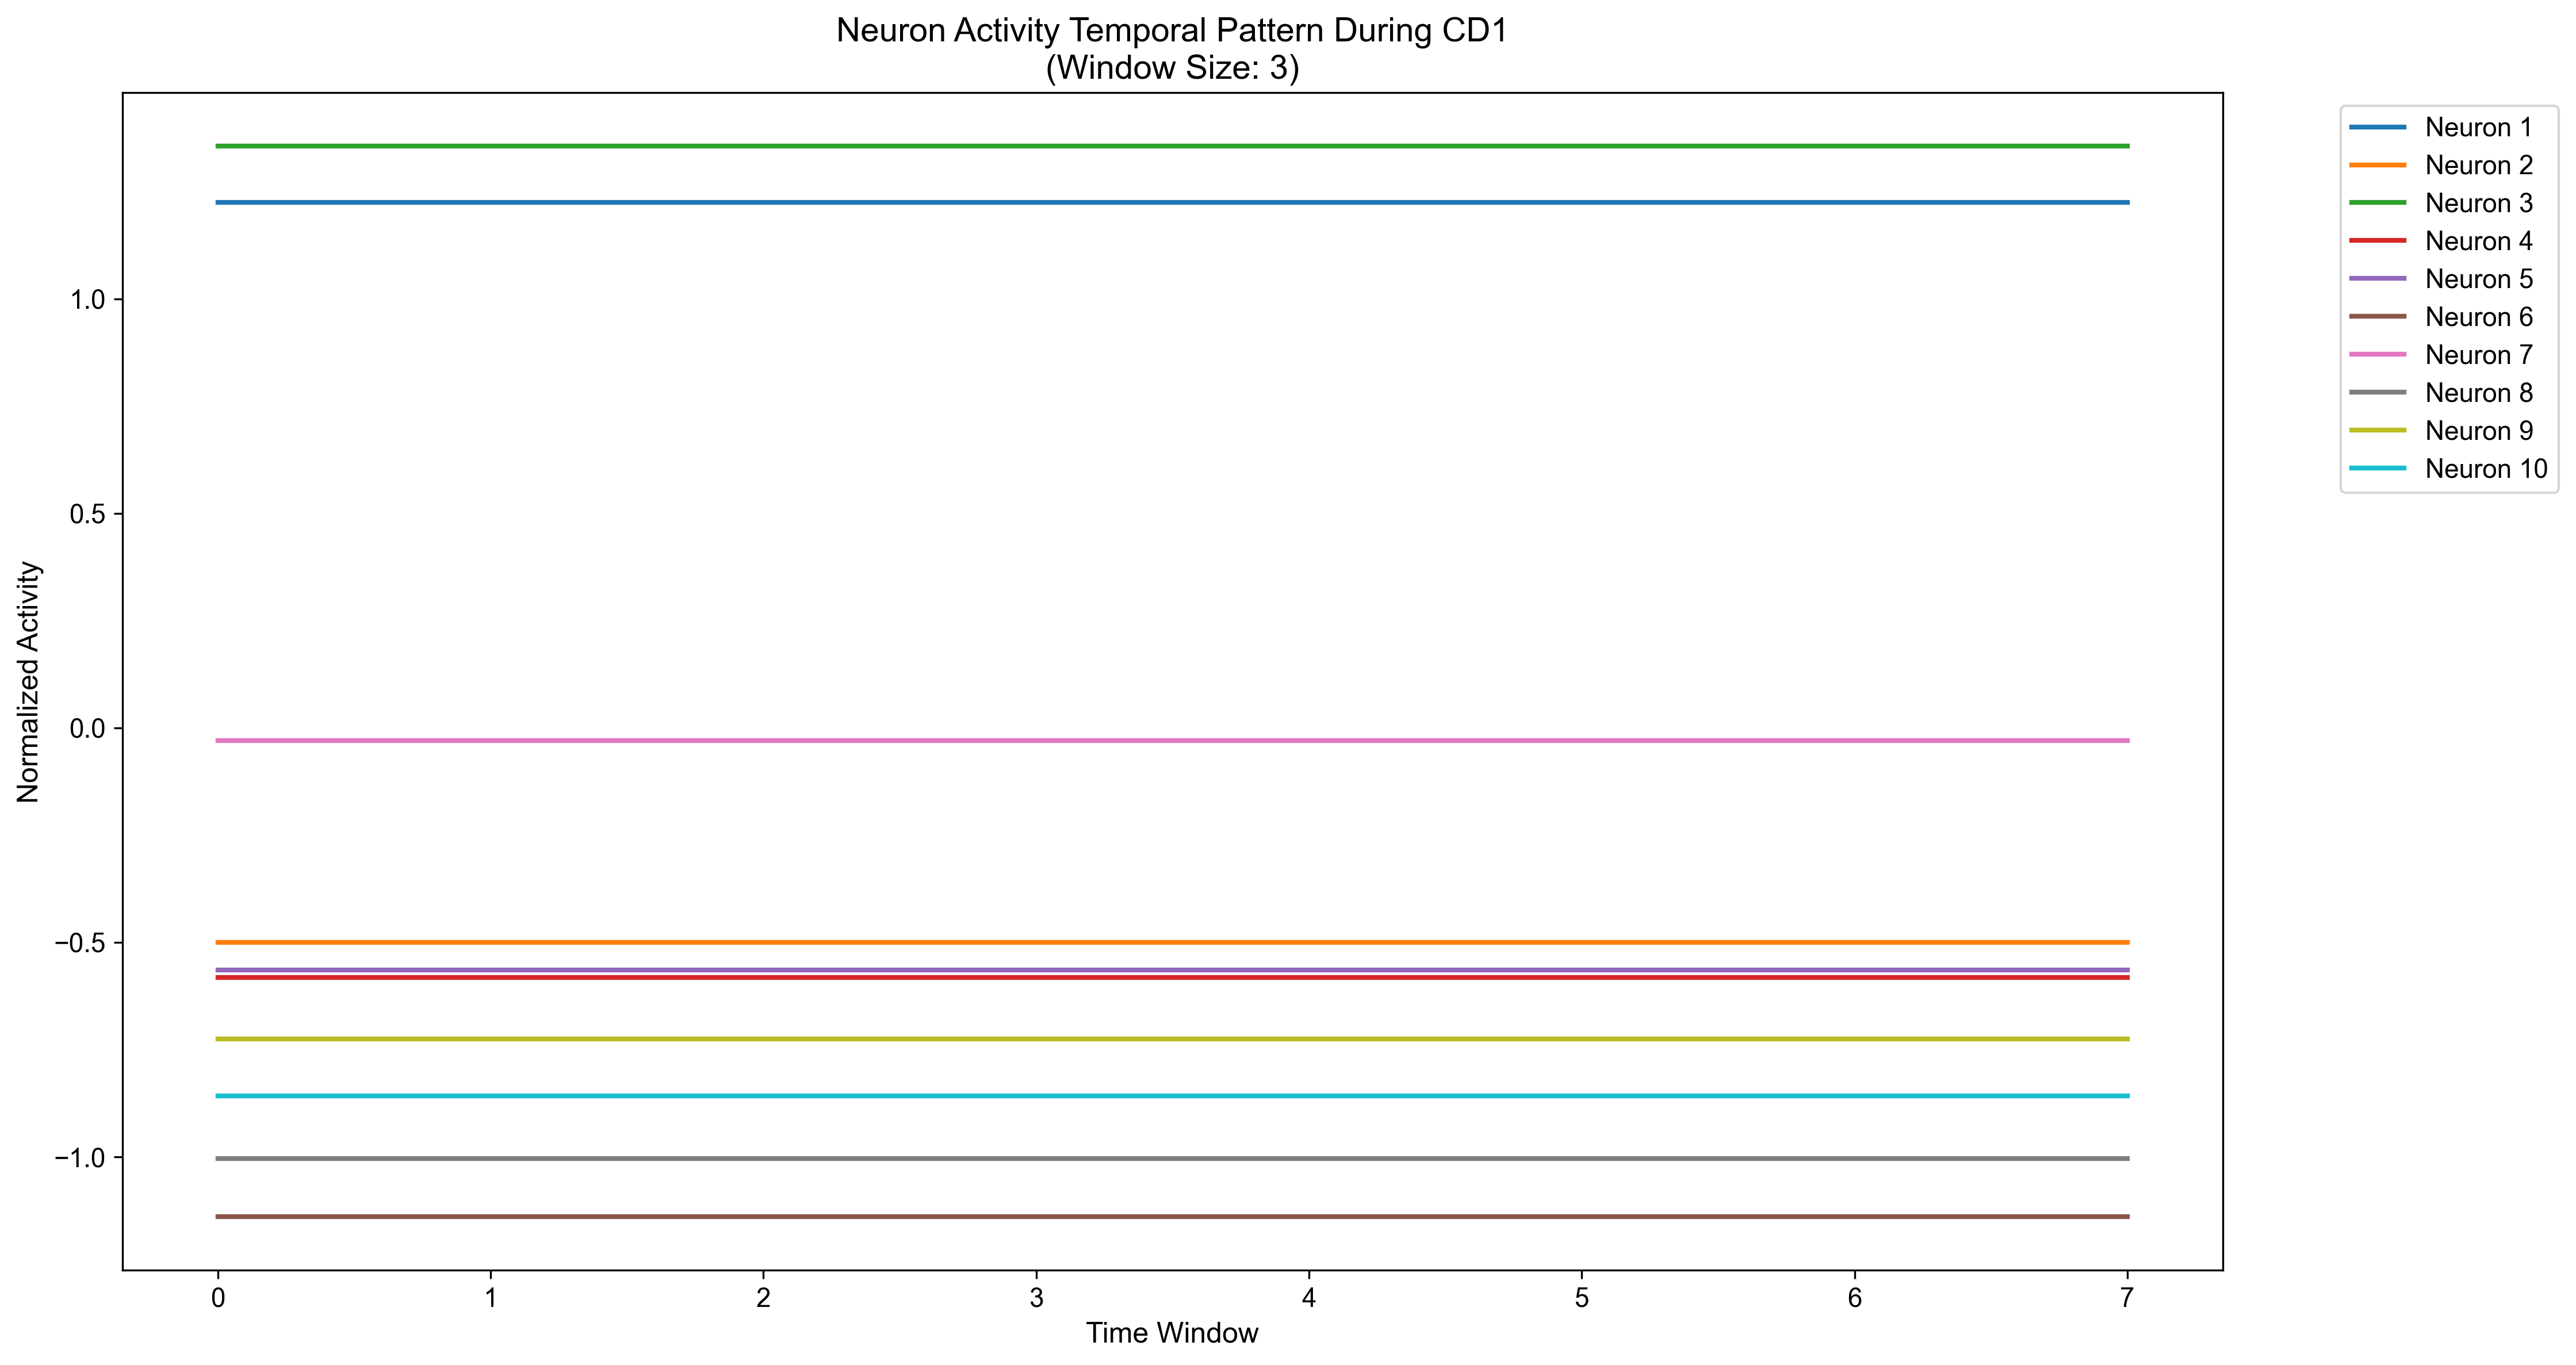 Neuron Activity Temporal Pattern During CD1
(Window Size: 3)
Normalized Activity
1.0
0.5
0.0
−0.5
−1.0
0
1
2
3
4
5
6
7
Time Window
Neuron 1
Neuron 2
Neuron 3
Neuron 4
Neuron 5
Neuron 6
Neuron 7
Neuron 8
Neuron 9
Neuron 10